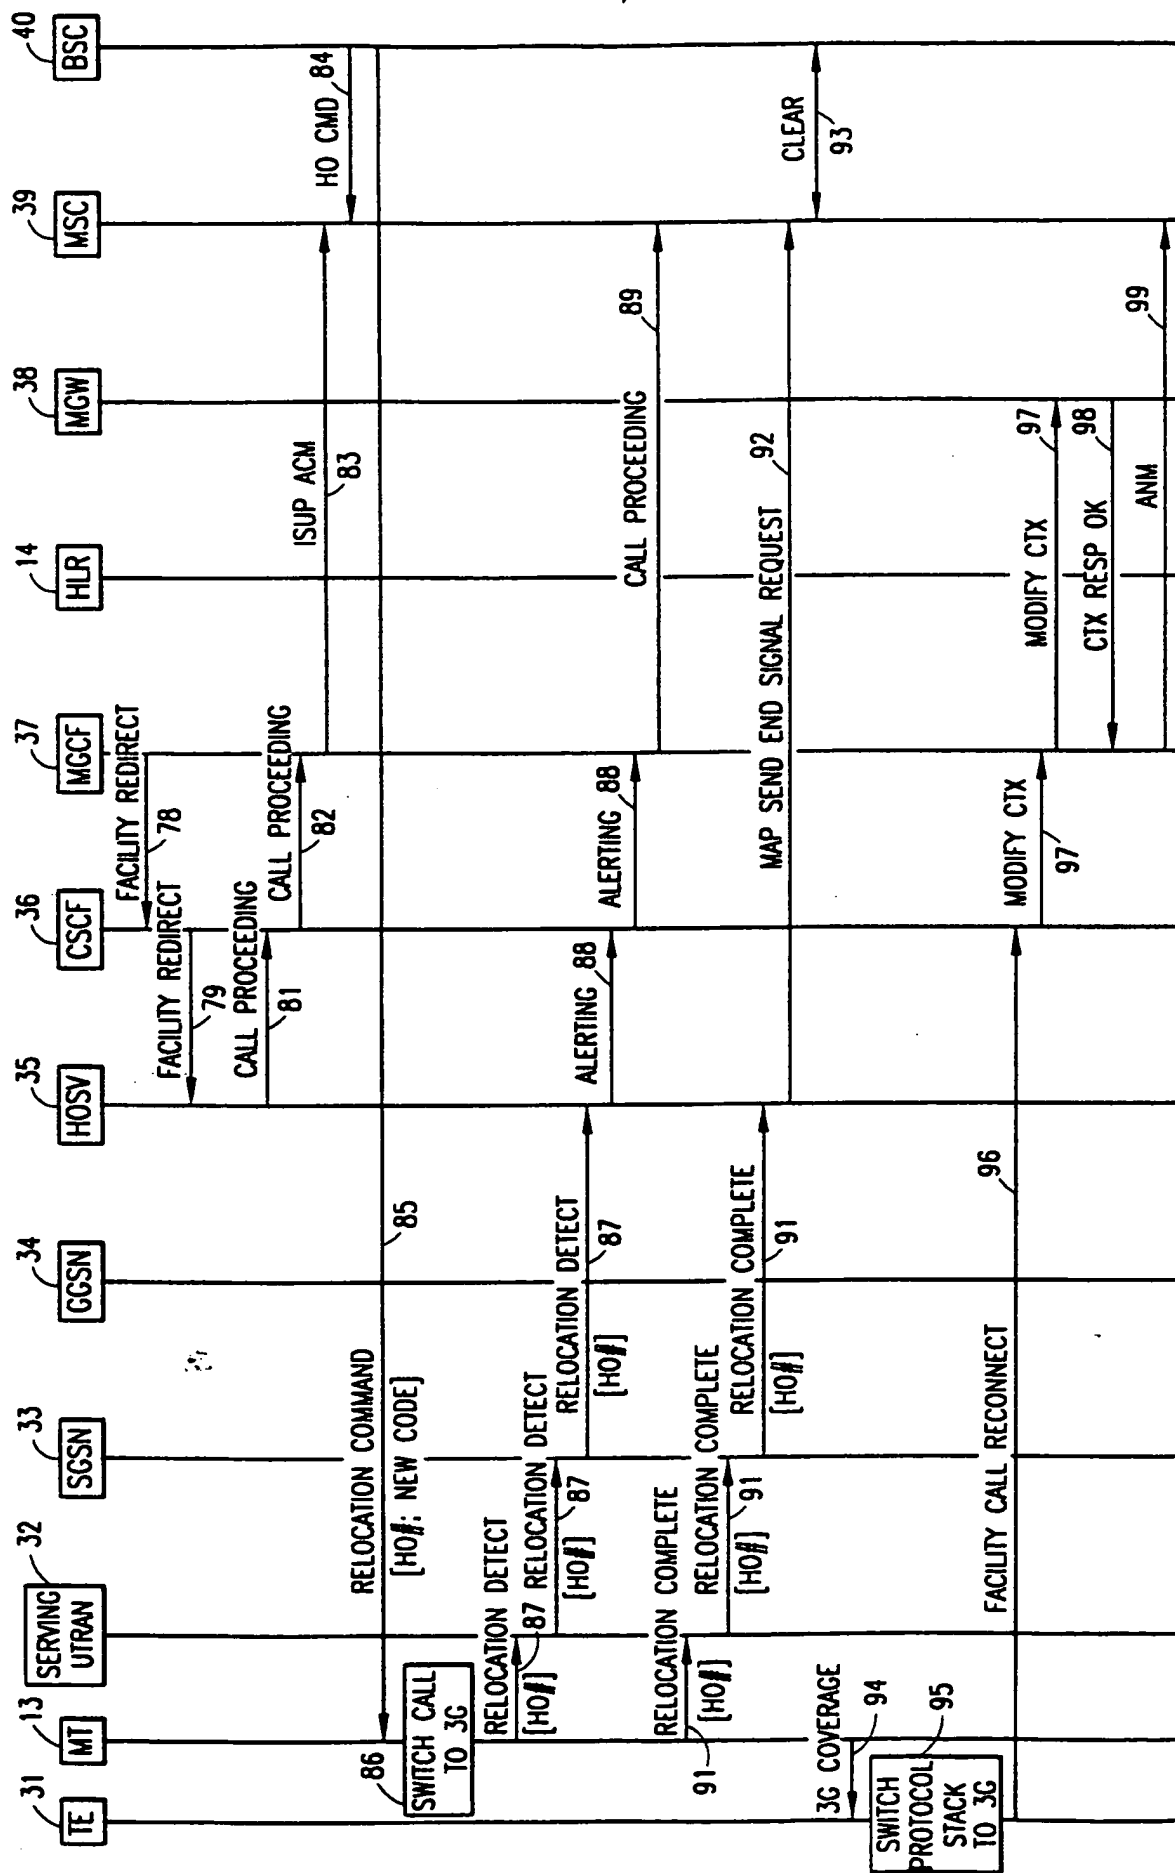 31
TE
13
MT
32
SERVING
UTRAN
33
SGSN
34
GGSN
35
HOSV
36
CSCF
37
MGCF
14
HLR
38
MGW
39
MSC
40
BSC
FACILITY REDIRECT
78
FACILITY REDIRECT
79
CALL PROCEEDING
81
CALL PROCEEDING
82
ISUP ACM
83
HO CMD
84
RELOCATION COMMAND
[HO#; NEW CODE]
85
86
SWITCH CALL
TO 3G
RELOCATION DETECT
87
[HO#]
RELOCATION DETECT
87
[HO#]
RELOCATION DETECT
87
[HO#]
ALERTING
88
ALERTING
88
CALL PROCEEDING
89
RELOCATION COMPLETE
91
[HO#]
RELOCATION COMPLETE
91
[HO#]
RELOCATION COMPLETE
91
[HO#]
MAP SEND END SIGNAL REQUEST
92
CLEAR
93
3G COVERAGE
94
SWITCH
PROTOCOL
STACK
TO 3G
95
FACILITY CALL RECONNECT
96
MODIFY CTX
97
MODIFY CTX
97
CTX RESP OK
98
ANM
99